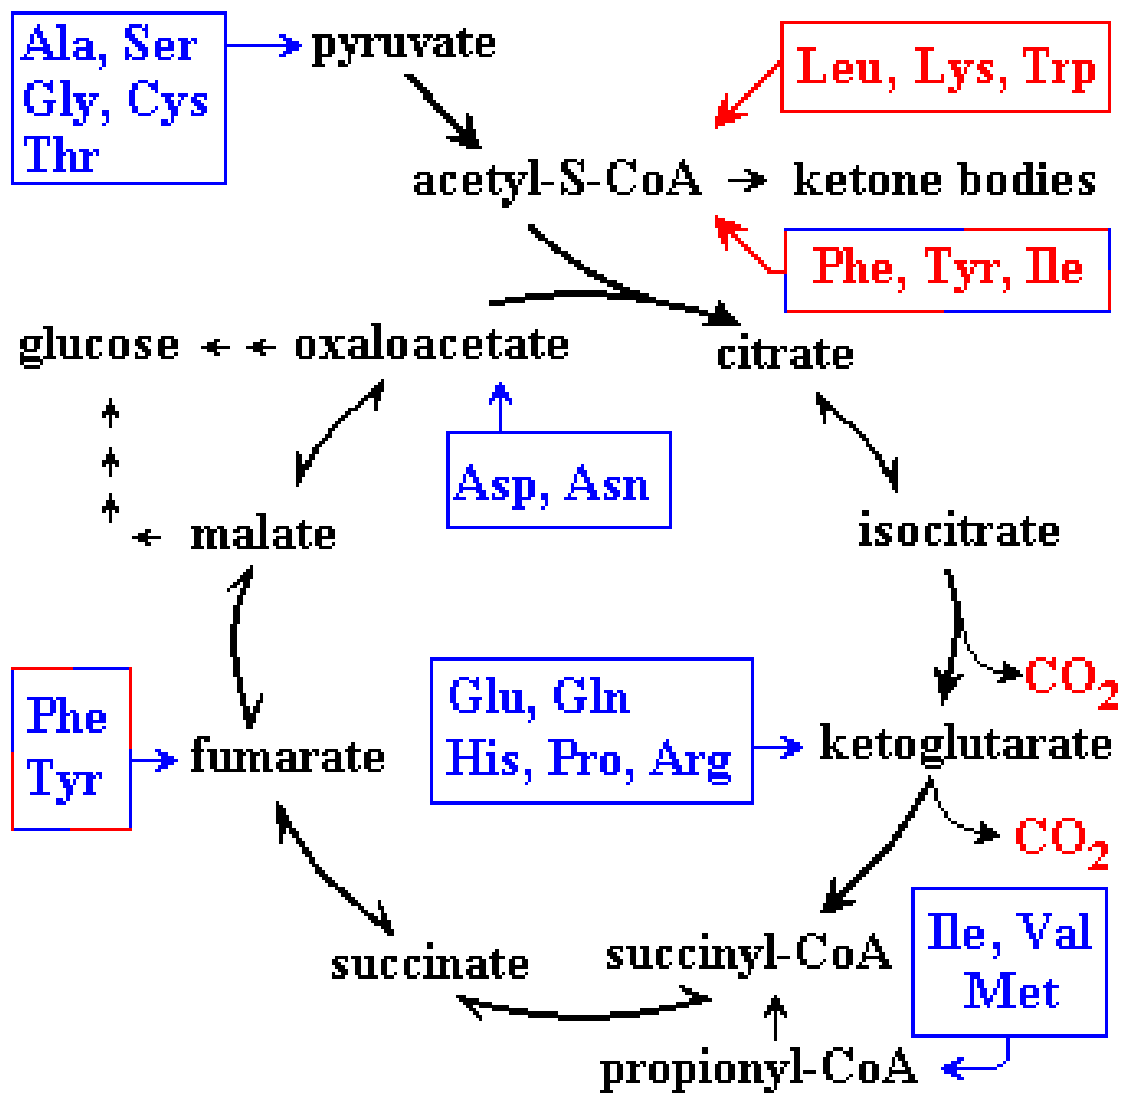 Ala, Ser
Gly, Cys
Thr
pyruvate
Leu, Lys, Trp
acetyl-S-CoA
ketone bodies
Phe, Tyr, Ile
glucose
oxaloacetate
citrate
Asp, Asn
malate
isocitrate
Glu, Gln
His, Pro, Arg
CO2
Phe
Tyr
fumarate
ketoglutarate
CO2
Ile, Val
Met
succinate
succinyl-CoA
propionyl-CoA